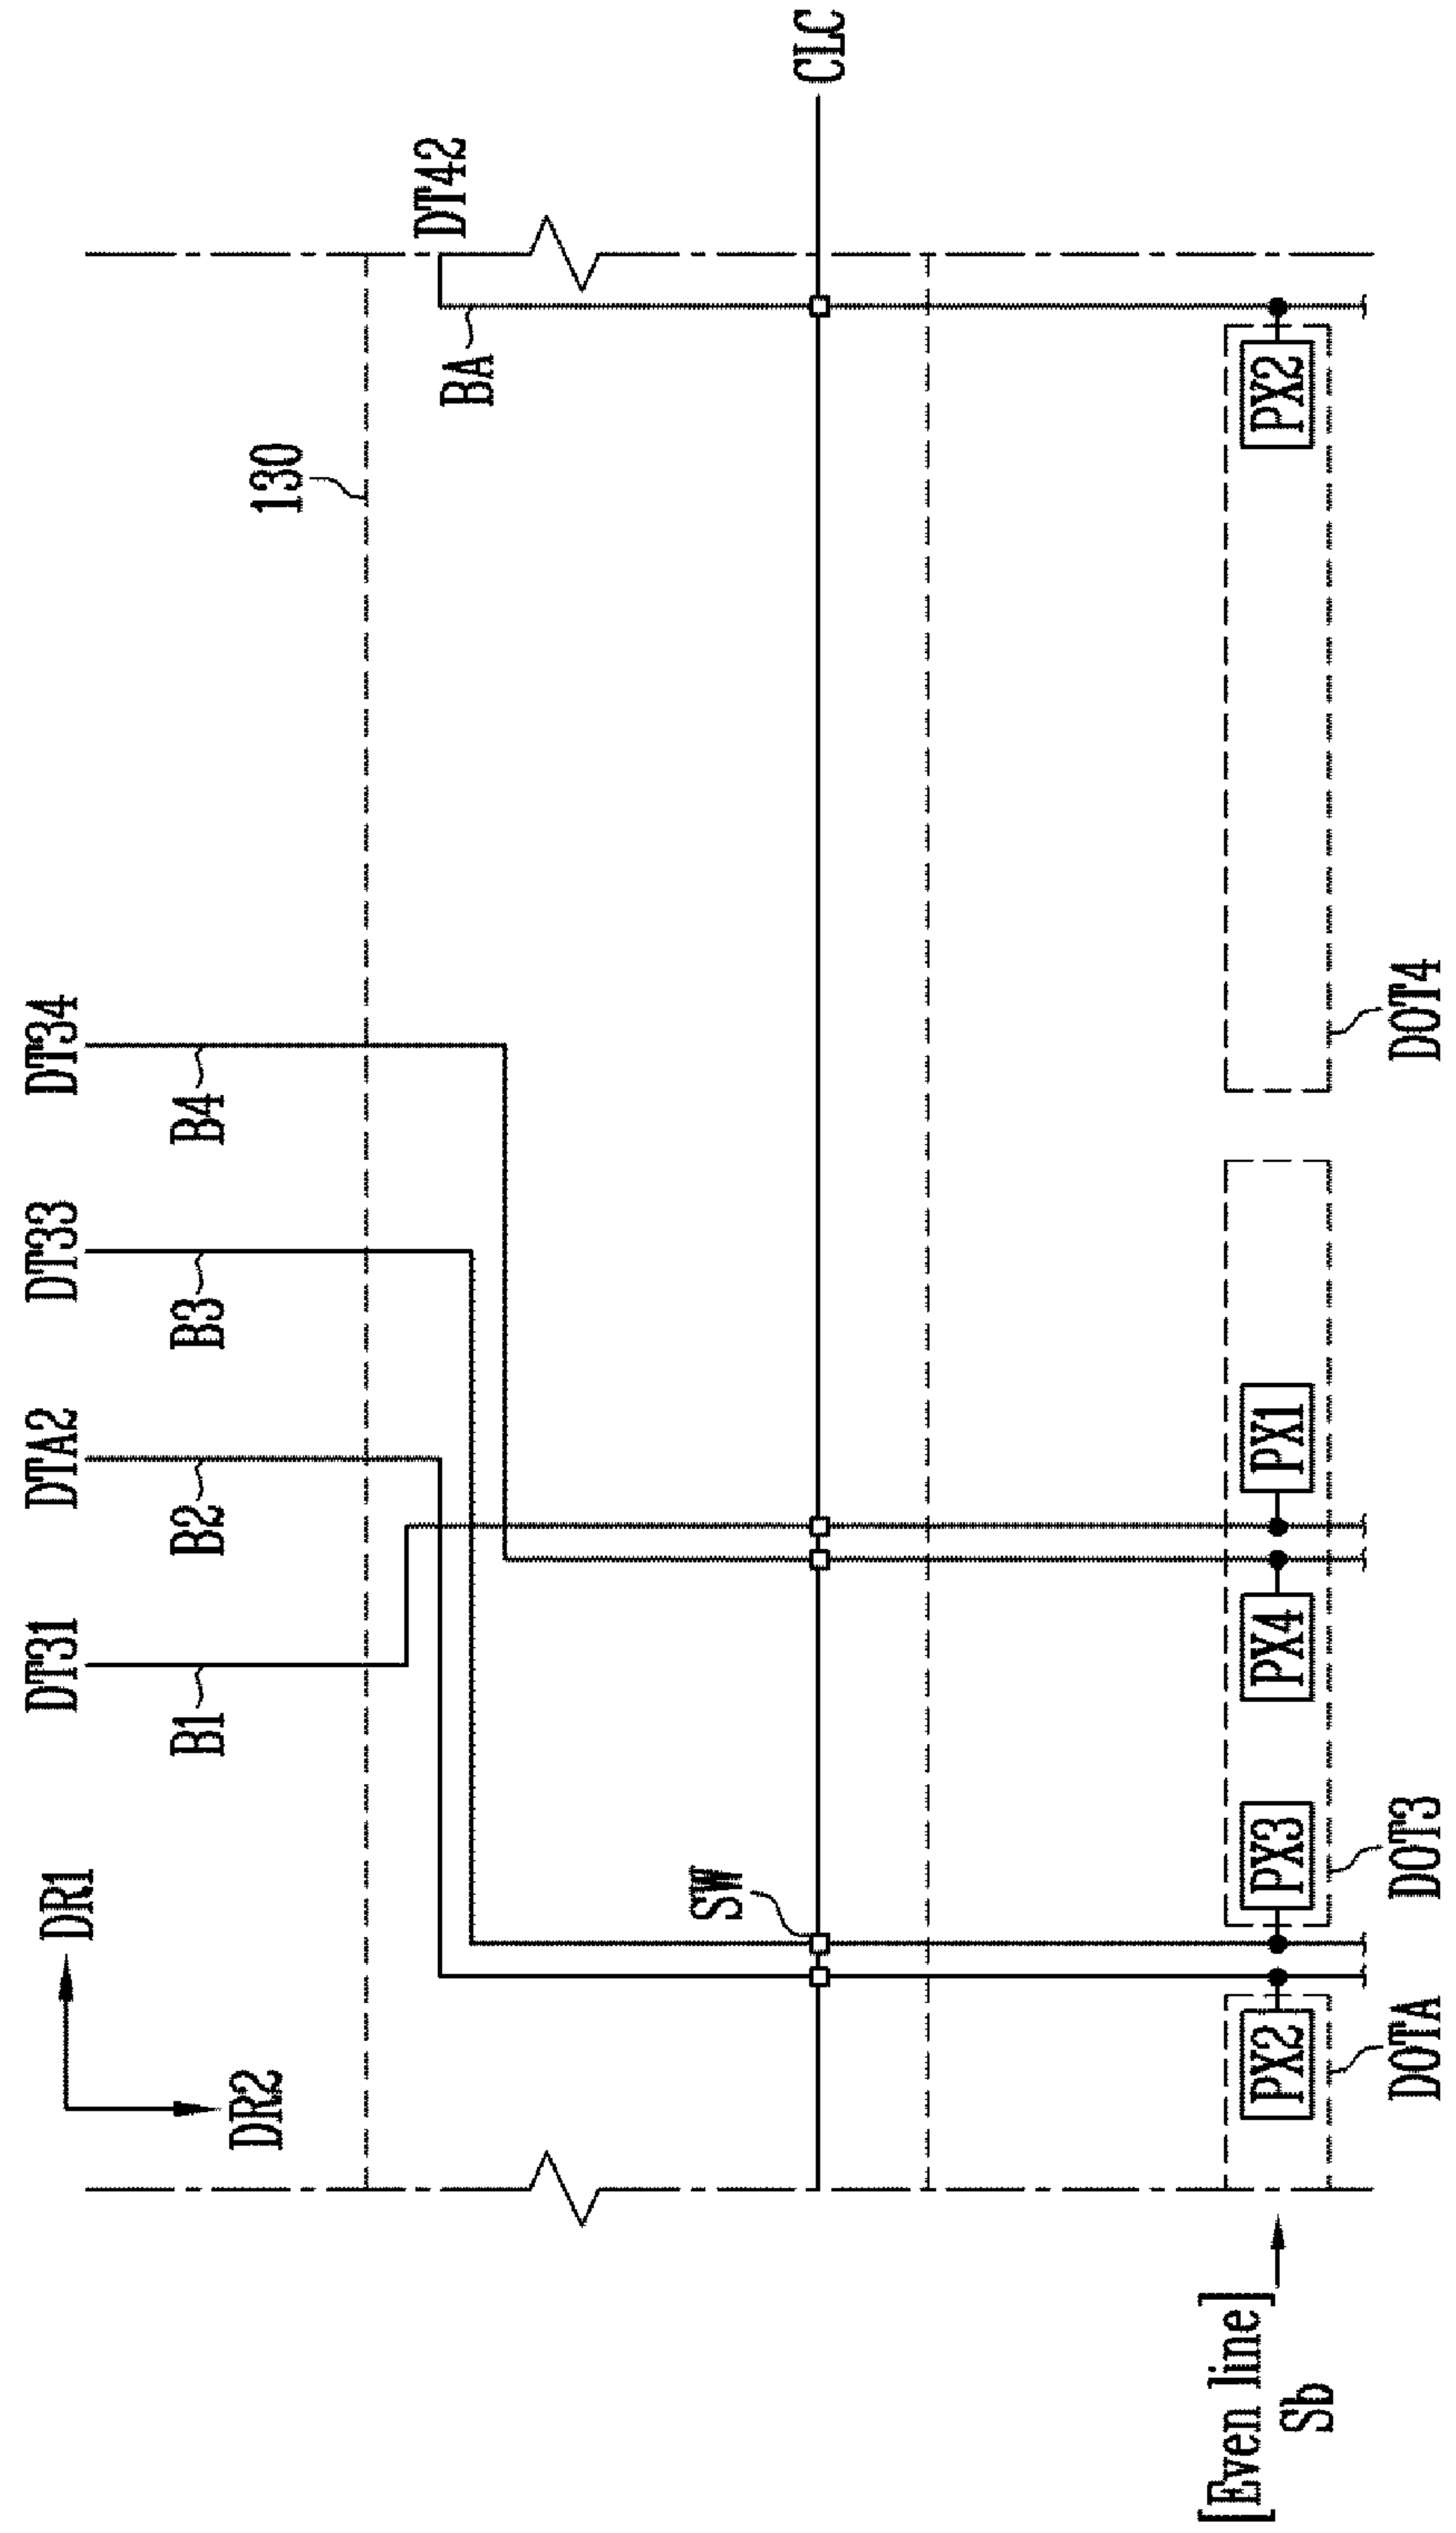 DR1
DR2
DT31
DTA2
DT33
DT34
B1
B2
B3
B4
130
DT42
BA
SW
CLC
[Even line]
Sb
PX2
PX3
PX4
PX1
PX2
DOTA
DOT3
DOT4